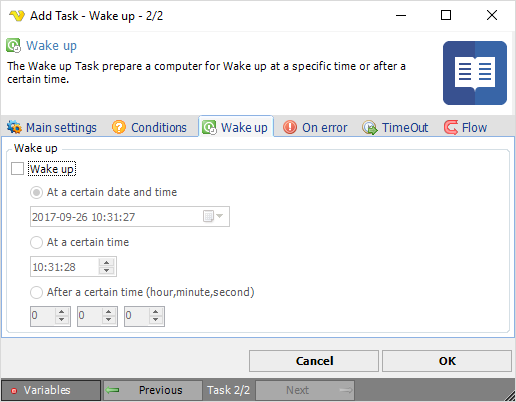 Add Task - Wake up - 2/2
Wake up
The Wake up Task prepare a computer for Wake up at a specific time or after a
certain time.
Main settings Conditions Wake up On error TimeOut Flow
Wake up
Wake up
At a certain date and time
2017-09-26 10:31:27
At a certain time
10:31:28
After a certain time (hour,minute,second)
0 0 0
Cancel OK
Variables Previous Task 2/2 Next